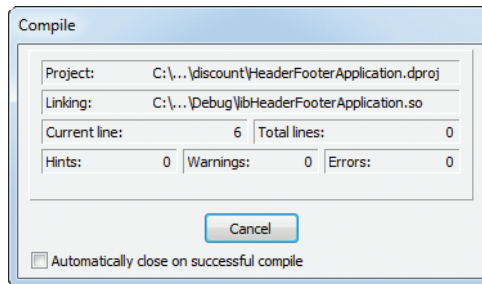 Compile
Project: C:\...\discount\HeaderFooterApplication.dproj
Linking: C:\...\Debug\libHeaderFooterApplication.so
Current line: 6 Total lines: 0
Hints: 0 Warnings: 0 Errors: 0
Cancel
Automatically close on successful compile